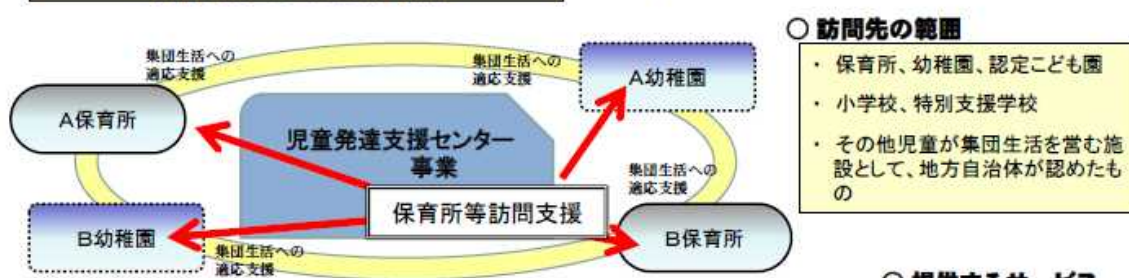 集団生活への
適応支援
集団生活への
適応支援
A幼稚園
A保育所
児童発達支援センター
事業
集団生活への
適応支援
保育所等訪問支援
B幼稚園
B保育所
集団生活への
適応支援
○ 訪問先の範囲
・ 保育所、幼稚園、認定こども園
・ 小学校、特別支援学校
・ その他児童が集団生活を営む施
設として、地方自治体が認めたも
の